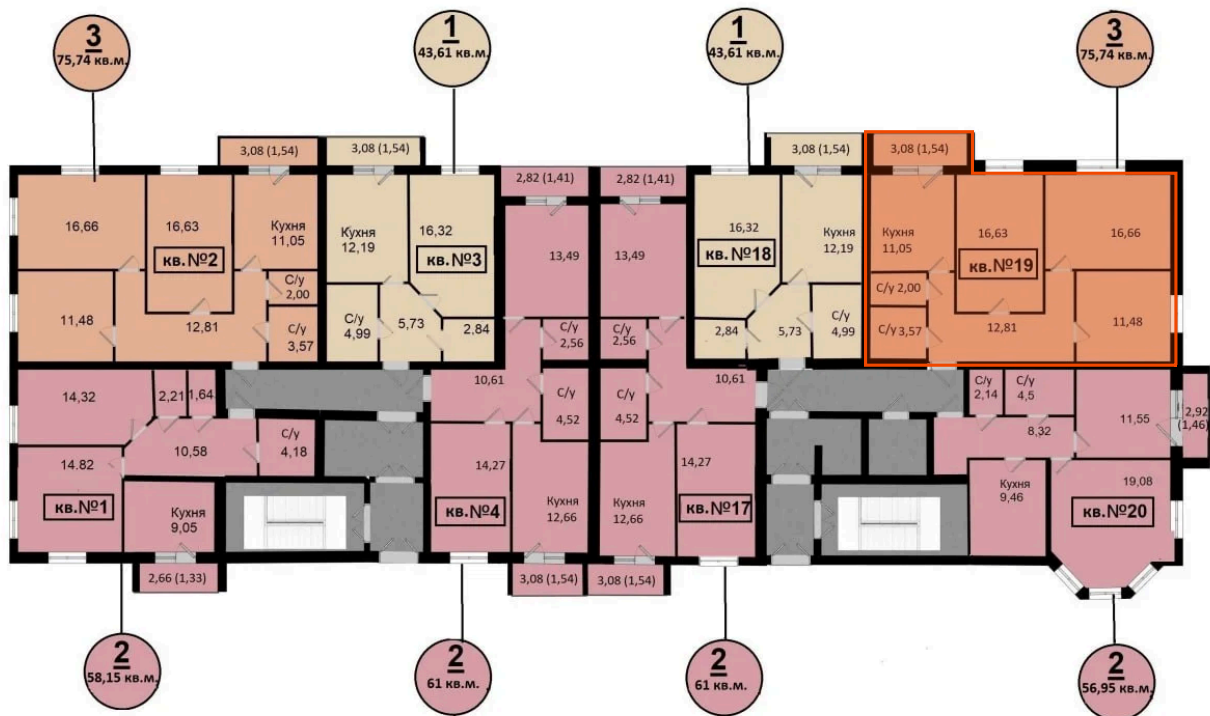 3
75,74 кв.м.
1
43,61 кв.м.
1
43,61 кв.м.
3
75,74 кв.м.
3,08 (1,54)
3,08 (1,54)
3,08 (1,54)
3,08 (1,54)
2,82 (1,41)
2,82 (1,41)
16,66
16,63
Кухня
11,05
кв.№2
С/у
2,00
11,48
12,81
С/у
3,57
Кухня
12,19
16,32
кв.№3
С/у
4,99
5,73
2,84
13,49
С/у
2,56
10,61
С/у
4,52
14,27
кв.№4
Кухня
12,66
13,49
С/у
2,56
10,61
С/у
4,52
14,27
кв.№17
Кухня
12,66
16,32
кв.№18
Кухня
12,19
2,84
5,73
С/у
4,99
Кухня
11,05
16,63
16,66
кв.№19
С/у 2,00
С/у 3,57
12,81
11,48
14,32
2,21
1,64
10,58
С/у
4,18
14.82
кв.№1
Кухня
9,05
С/у
2,14
С/у
4,5
11,55
2,92
(1,46)
8,32
Кухня
9,46
19,08
кв.№20
2,66 (1,33)
3,08 (1,54)
3,08 (1,54)
2
58,15 кв.м.
2
61 кв.м.
2
61 кв.м.
2
56,95 кв.м.